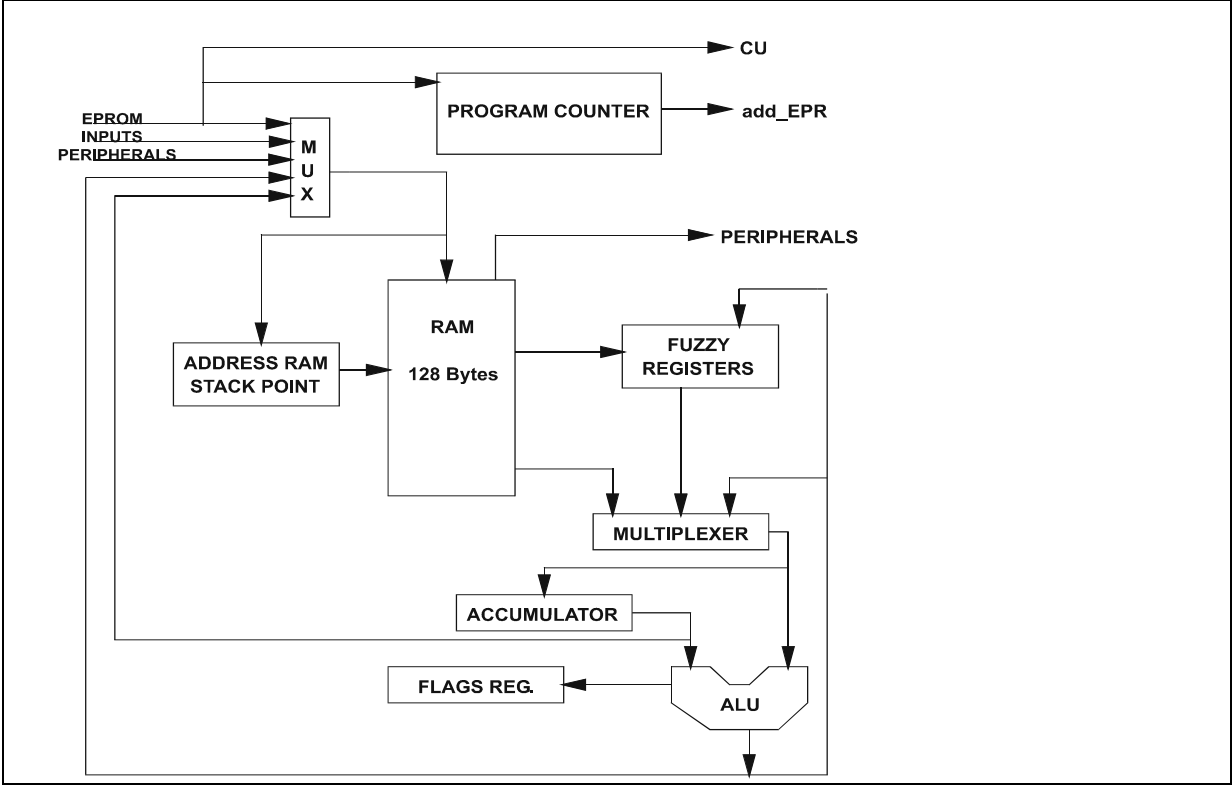 CU
PROGRAM COUNTER
add_EPR
EPROM
INPUTS
PERIPHERALS
M
U
X
PERIPHERALS
RAM
128 Bytes
FUZZY
REGISTERS
ADDRESS RAM
STACK POINT
MULTIPLEXER
ACCUMULATOR
FLAGS REG.
ALU